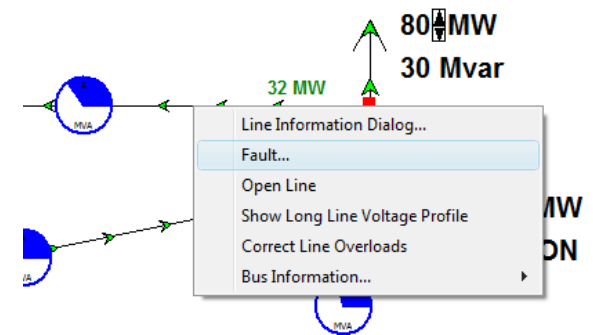 80 MW
30 Mvar
32 MW
MVA
Line Information Dialog...
Fault...
Open Line
Show Long Line Voltage Profile
Correct Line Overloads
Bus Information...
MW
ON
MVA